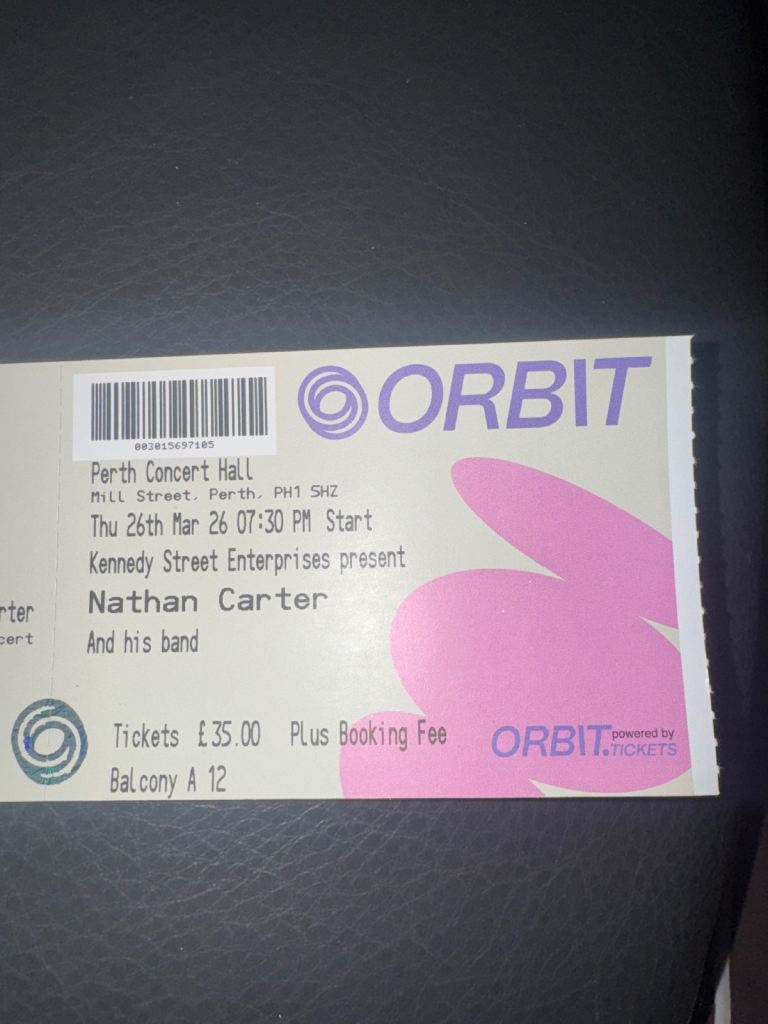 ORBIT
003015697105
Perth Concert Hall
Mill Street, Perth, PH1 5HZ
Thu 26th Mar 26 07:30 PM Start
Kennedy Street Enterprises present
Nathan Carter
And his band
rter
cert
Tickets £35.00 Plus Booking Fee
Balcony A 12
ORBIT. powered by
TICKETS